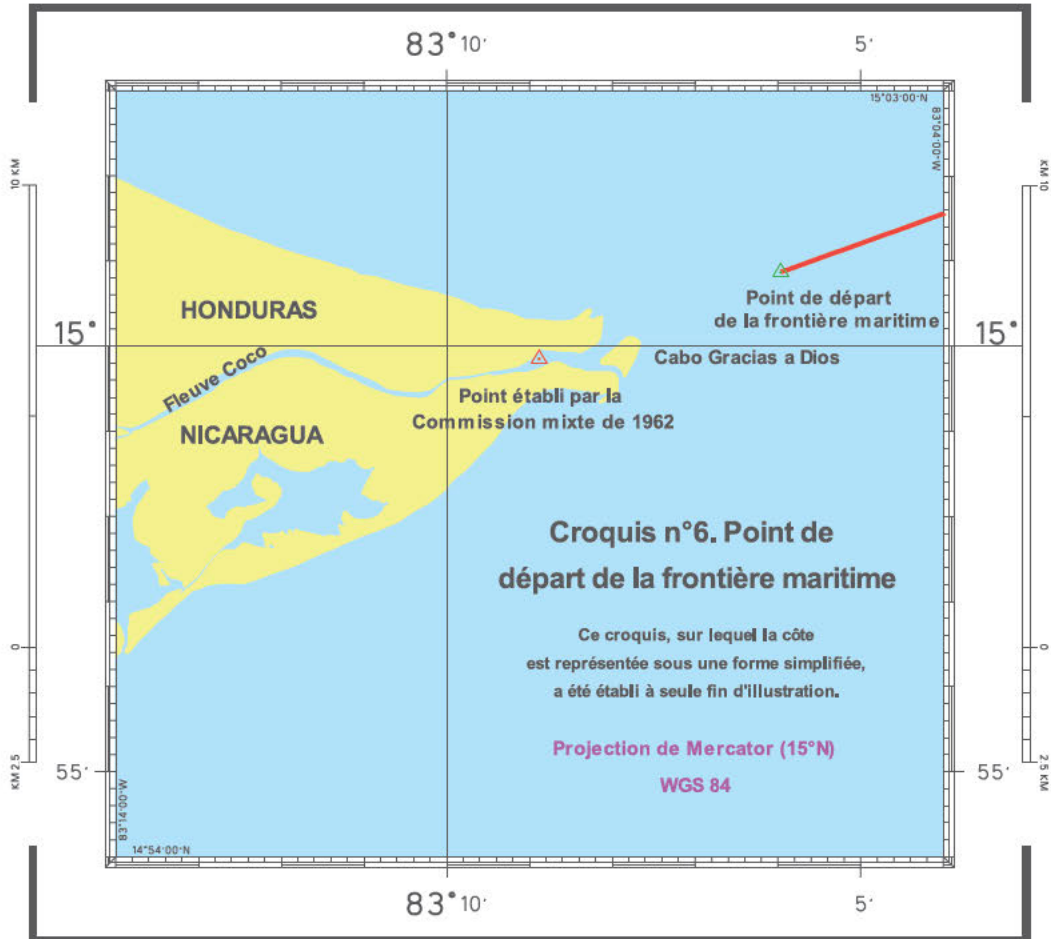 83°10′ 5′
15°03′00″N
83°04′00″W
10 KM
KM 10
HONDURAS
Point de départ
de la frontière maritime
15° 15°
Fleuve Coco
Cabo Gracias a Dios
Point établi par la
Commission mixte de 1962
NICARAGUA
Croquis n°6. Point de
départ de la frontière maritime
Ce croquis, sur lequel la côte
est représentée sous une forme simplifiée,
a été établi à seule fin d'illustration.
0 0
Projection de Mercator (15°N)
WGS 84
KM 2.5
2.5 KM
55′ 55′
83°14′00″W
14°54′00″N
83°10′ 5′